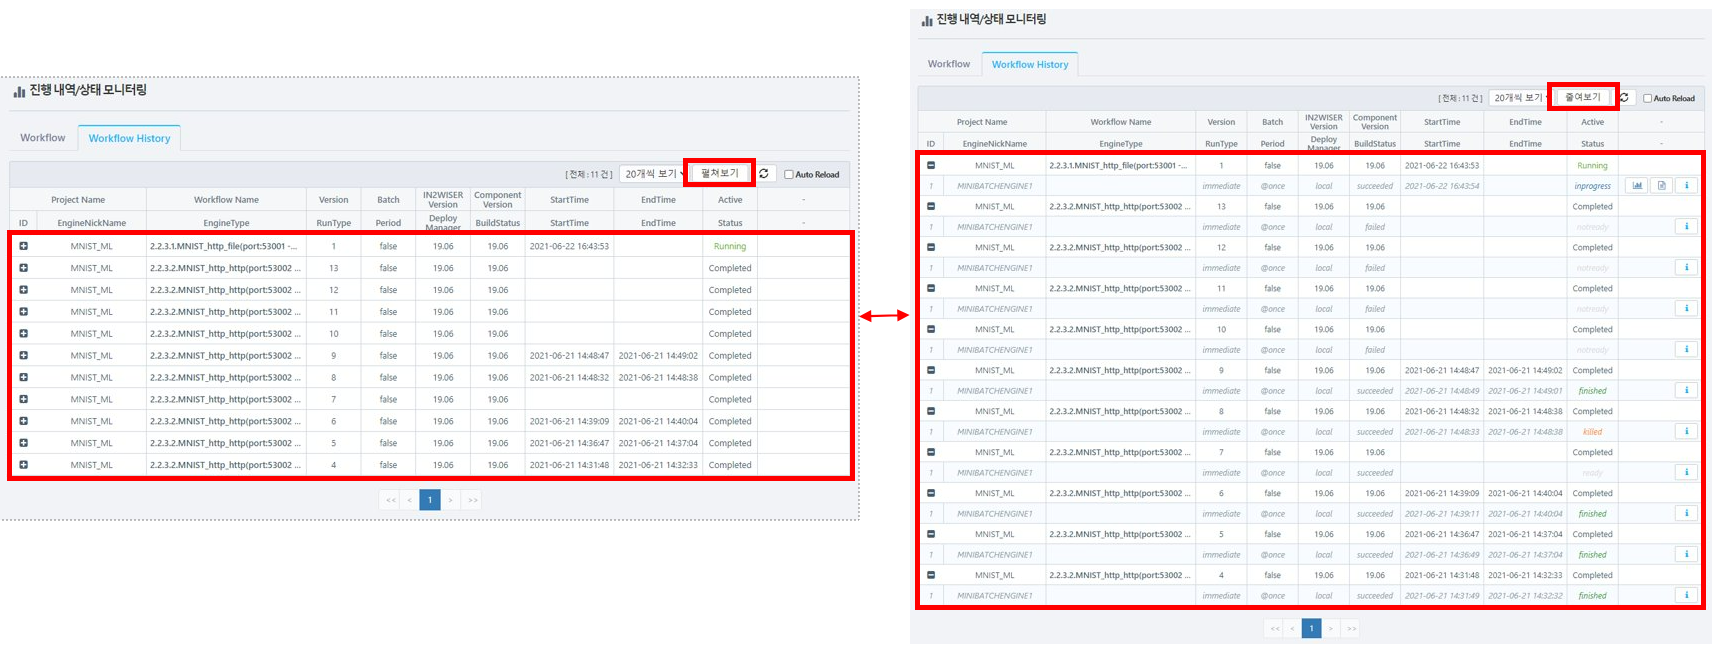 진행 내역/상태 모니터링
Workflow Workflow History
[ 전체 : 11 건 ] 20개씩 보기 펼쳐보기 Auto Reload
Project Name Workflow Name Version Batch IN2WISER Version Component Version StartTime EndTime Active -
ID EngineNickName EngineType RunType Period Deploy Manager BuildStatus StartTime EndTime Status -
MNIST_ML 2.2.3.1.MNIST_http_file(port:53001 -... 1 false 19.06 19.06 2021-06-22 16:43:53 Running
MNIST_ML 2.2.3.2.MNIST_http_http(port:53002 ... 13 false 19.06 19.06 Completed
MNIST_ML 2.2.3.2.MNIST_http_http(port:53002 ... 12 false 19.06 19.06 Completed
MNIST_ML 2.2.3.2.MNIST_http_http(port:53002 ... 11 false 19.06 19.06 Completed
MNIST_ML 2.2.3.2.MNIST_http_http(port:53002 ... 10 false 19.06 19.06 Completed
MNIST_ML 2.2.3.2.MNIST_http_http(port:53002 ... 9 false 19.06 19.06 2021-06-21 14:48:47 2021-06-21 14:49:02 Completed
MNIST_ML 2.2.3.2.MNIST_http_http(port:53002 ... 8 false 19.06 19.06 2021-06-21 14:48:32 2021-06-21 14:48:38 Completed
MNIST_ML 2.2.3.2.MNIST_http_http(port:53002 ... 7 false 19.06 19.06 Completed
MNIST_ML 2.2.3.2.MNIST_http_http(port:53002 ... 6 false 19.06 19.06 2021-06-21 14:39:09 2021-06-21 14:40:04 Completed
MNIST_ML 2.2.3.2.MNIST_http_http(port:53002 ... 5 false 19.06 19.06 2021-06-21 14:36:47 2021-06-21 14:37:04 Completed
MNIST_ML 2.2.3.2.MNIST_http_http(port:53002 ... 4 false 19.06 19.06 2021-06-21 14:31:48 2021-06-21 14:32:33 Completed
<< < 1 > >>
진행 내역/상태 모니터링
Workflow Workflow History
[ 전체 : 11 건 ] 20개씩 보기 줄여보기 Auto Reload
Project Name Workflow Name Version Batch IN2WISER Version Component Version StartTime EndTime Active -
ID EngineNickName EngineType RunType Period Deploy Manager BuildStatus StartTime EndTime Status -
MNIST_ML 2.2.3.1.MNIST_http_file(port:53001 -... 1 false 19.06 19.06 2021-06-22 16:43:53 Running
1 MINIBATCHENGINE1 immediate @once local succeeded 2021-06-22 16:43:54 inprogress i
MNIST_ML 2.2.3.2.MNIST_http_http(port:53002 ... 13 false 19.06 19.06 Completed
1 MINIBATCHENGINE1 immediate @once local failed notready i
MNIST_ML 2.2.3.2.MNIST_http_http(port:53002 ... 12 false 19.06 19.06 Completed
1 MINIBATCHENGINE1 immediate @once local failed notready i
MNIST_ML 2.2.3.2.MNIST_http_http(port:53002 ... 11 false 19.06 19.06 Completed
1 MINIBATCHENGINE1 immediate @once local failed notready i
MNIST_ML 2.2.3.2.MNIST_http_http(port:53002 ... 10 false 19.06 19.06 Completed
1 MINIBATCHENGINE1 immediate @once local failed notready i
MNIST_ML 2.2.3.2.MNIST_http_http(port:53002 ... 9 false 19.06 19.06 2021-06-21 14:48:47 2021-06-21 14:49:02 Completed
1 MINIBATCHENGINE1 immediate @once local succeeded 2021-06-21 14:48:49 2021-06-21 14:49:01 finished i
MNIST_ML 2.2.3.2.MNIST_http_http(port:53002 ... 8 false 19.06 19.06 2021-06-21 14:48:32 2021-06-21 14:48:38 Completed
1 MINIBATCHENGINE1 immediate @once local succeeded 2021-06-21 14:48:33 2021-06-21 14:48:38 killed i
MNIST_ML 2.2.3.2.MNIST_http_http(port:53002 ... 7 false 19.06 19.06 Completed
1 MINIBATCHENGINE1 immediate @once local succeeded ready i
MNIST_ML 2.2.3.2.MNIST_http_http(port:53002 ... 6 false 19.06 19.06 2021-06-21 14:39:09 2021-06-21 14:40:04 Completed
1 MINIBATCHENGINE1 immediate @once local succeeded 2021-06-21 14:39:11 2021-06-21 14:40:04 finished i
MNIST_ML 2.2.3.2.MNIST_http_http(port:53002 ... 5 false 19.06 19.06 2021-06-21 14:36:47 2021-06-21 14:37:04 Completed
1 MINIBATCHENGINE1 immediate @once local succeeded 2021-06-21 14:36:49 2021-06-21 14:37:04 finished i
MNIST_ML 2.2.3.2.MNIST_http_http(port:53002 ... 4 false 19.06 19.06 2021-06-21 14:31:48 2021-06-21 14:32:33 Completed
1 MINIBATCHENGINE1 immediate @once local succeeded 2021-06-21 14:31:49 2021-06-21 14:32:32 finished i
<< < 1 > >>